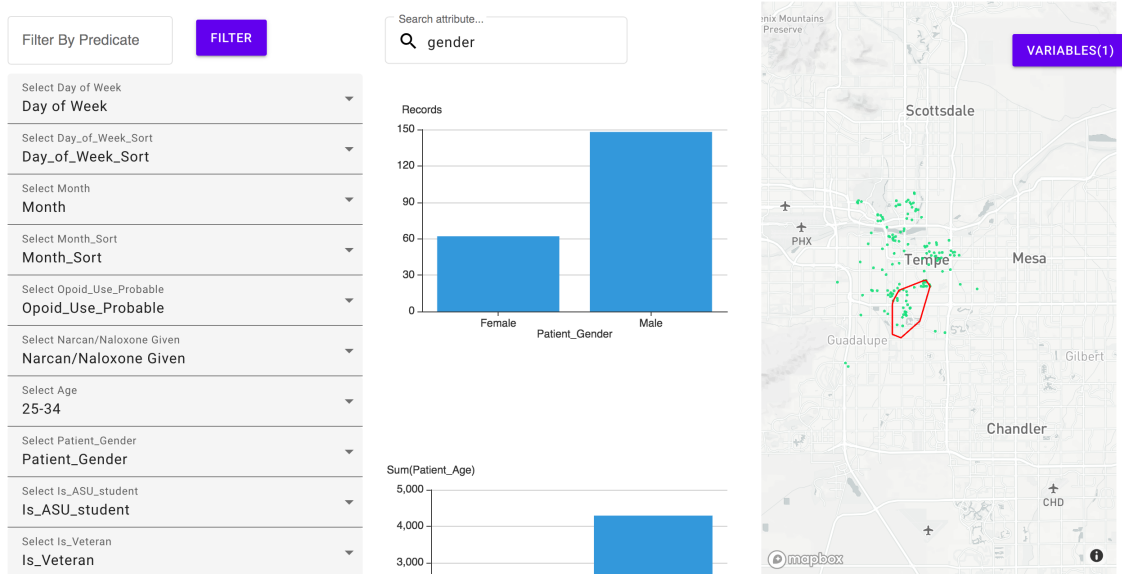 Filter By Predicate
FILTER
Select Day of Week
Day of Week
Select Day_of_Week_Sort
Day_of_Week_Sort
Select Month
Month
Select Month_Sort
Month_Sort
Select Opoid_Use_Probable
Opoid_Use_Probable
Select Narcan/Naloxone Given
Narcan/Naloxone Given
Select Age
25-34
Select Patient_Gender
Patient_Gender
Select Is_ASU_student
Is_ASU_student
Select Is_Veteran
Is_Veteran
Search attribute...
gender
Records
150
120
90
60
30
0
Female
Male
Patient_Gender
Sum(Patient_Age)
5,000
4,000
3,000
enix Mountains
Preserve
VARIABLES(1)
Scottsdale
PHX
Tempe
Mesa
Guadalupe
Gilbert
Chandler
CHD
mapbox